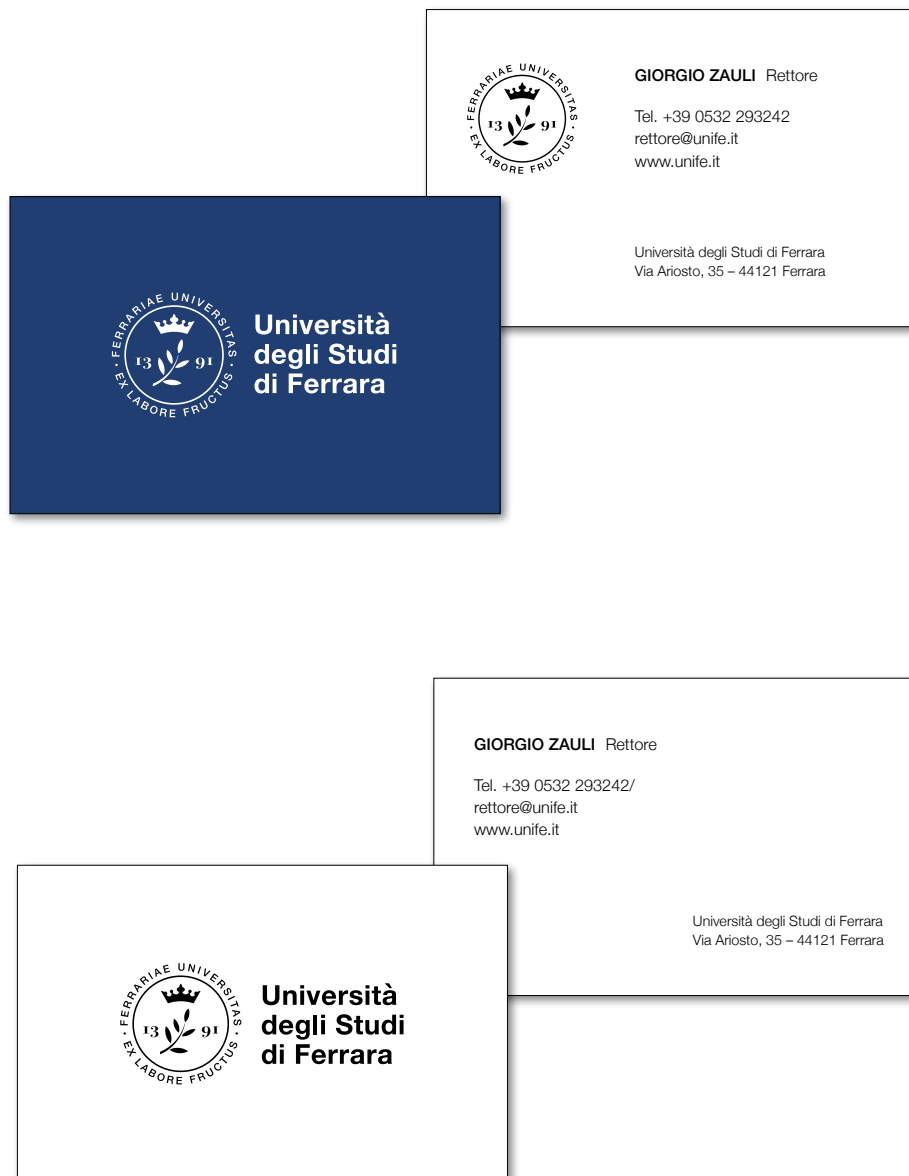 FERRARIAE UNIVERSITAS
EX LABORE FRUCTUS
13 91
GIORGIO ZAULI Rettore
Tel. +39 0532 293242
rettore@unife.it
www.unife.it
Università degli Studi di Ferrara
Via Ariosto, 35 – 44121 Ferrara
FERRARIAE UNIVERSITAS
EX LABORE FRUCTUS
13 91
Università
degli Studi
di Ferrara
GIORGIO ZAULI Rettore
Tel. +39 0532 293242/
rettore@unife.it
www.unife.it
Università degli Studi di Ferrara
Via Ariosto, 35 – 44121 Ferrara
FERRARIAE UNIVERSITAS
EX LABORE FRUCTUS
13 91
Università
degli Studi
di Ferrara